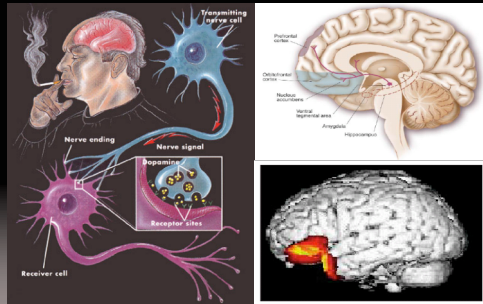 Transmitting
nerve cell
Nerve ending
Nerve signal
Dopamine
Receptor sites
Receiver cell
Prefrontal
cortex
Orbitofrontal
cortex
Nucleus
accumbens
Ventral
tegmental area
Amygdala
Hippocampus